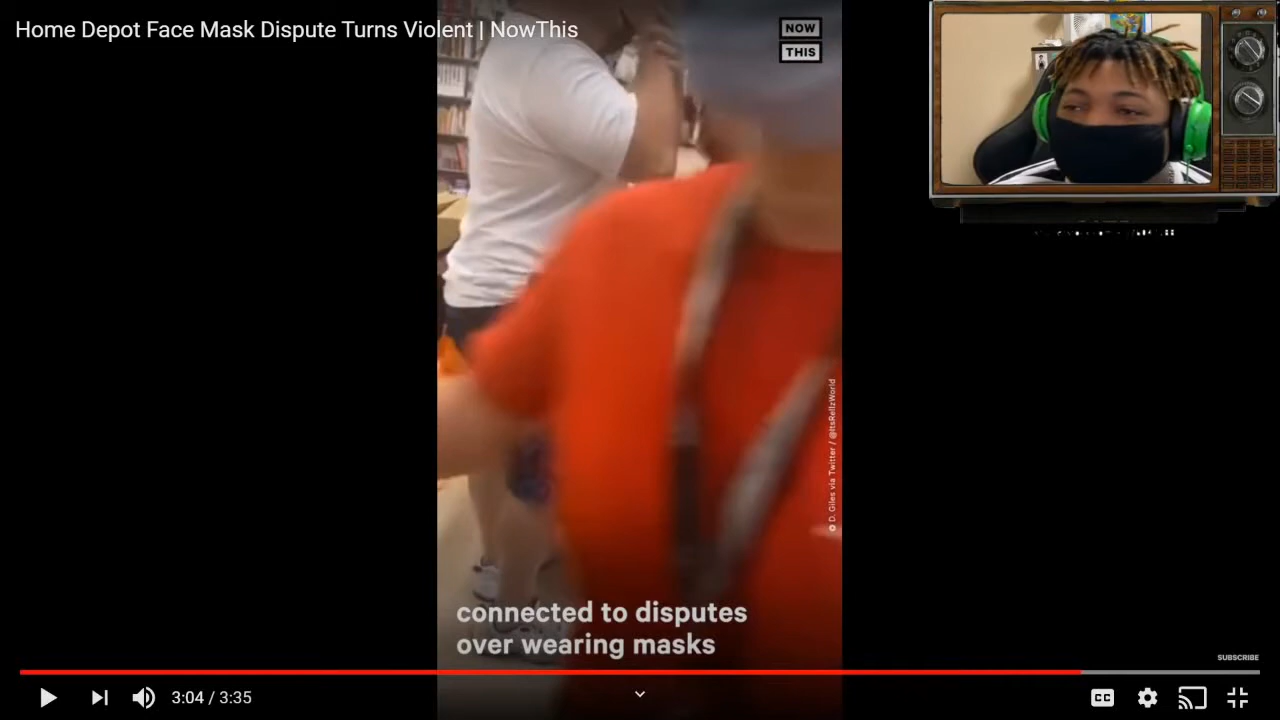 Home Depot Face Mask Dispute Turns Violent | NowThis
NOW
THIS
© D. Giles via Twitter / @ItsRellzWorld
connected to disputes
over wearing masks
SUBSCRIBE
3:04 / 3:35
CC